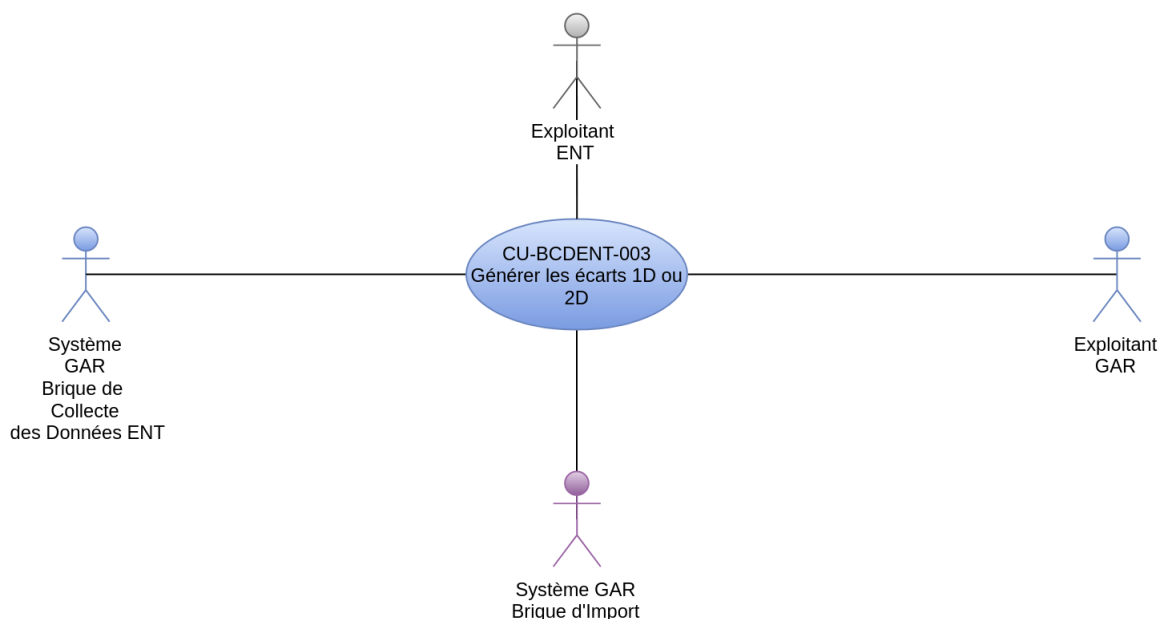 Exploitant
ENT
CU-BCDENT-003
Générer les écarts 1D ou
2D
Système
GAR
Brique de
Collecte
des Données ENT
Exploitant
GAR
Système GAR
Brique d'Import